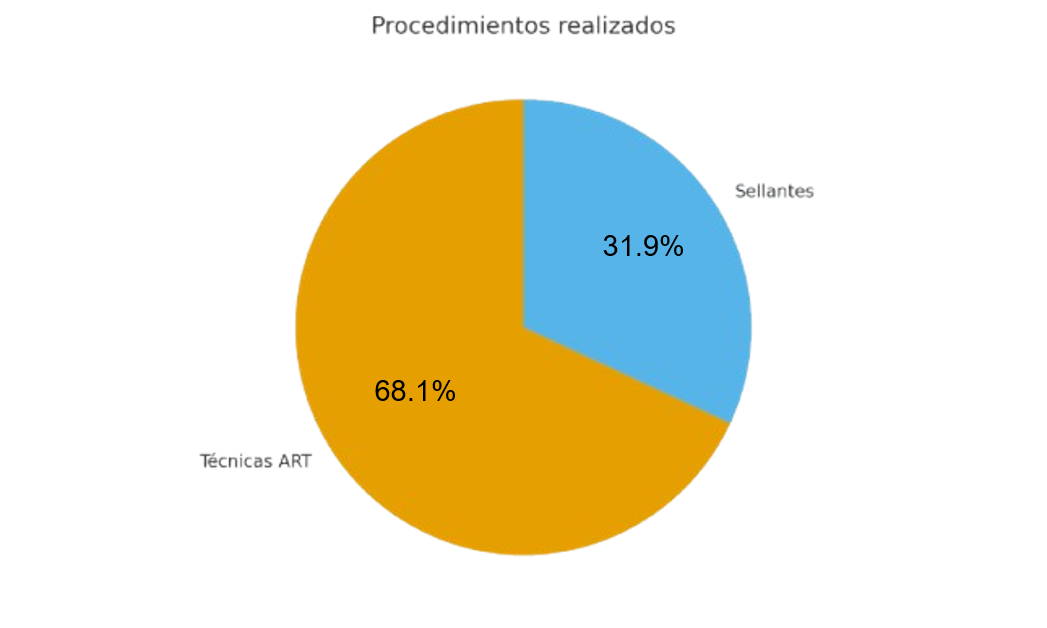 Procedimientos realizados
Sellantes
31.9%
68.1%
Técnicas ART